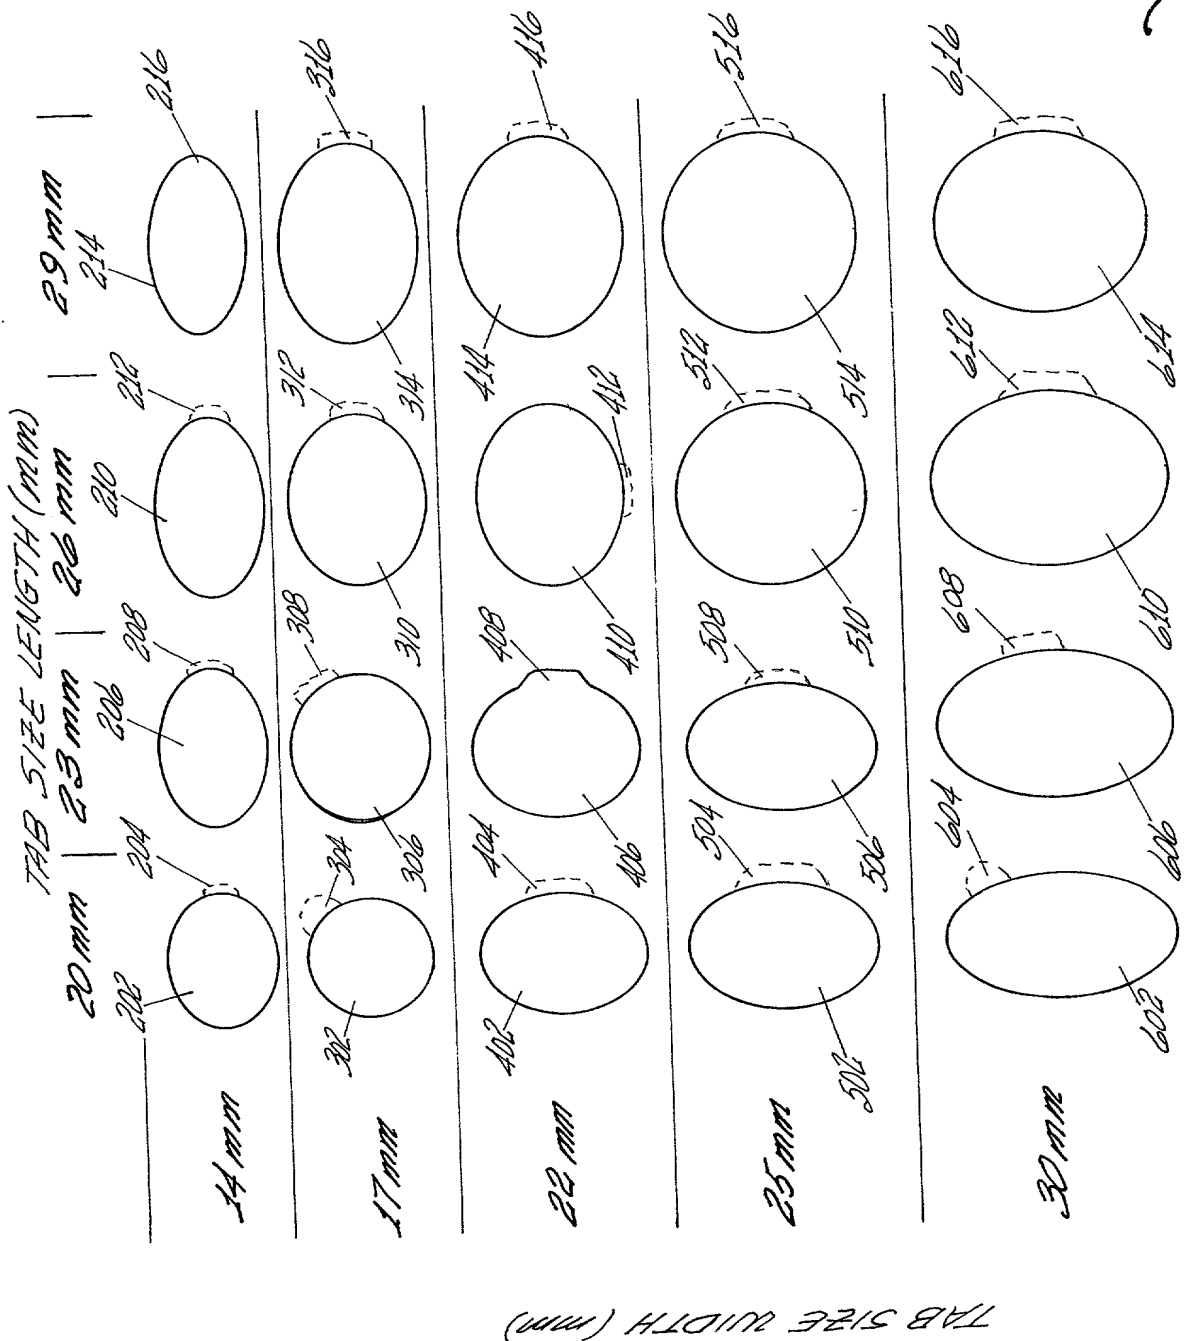 TAB SIZE LENGTH (mm)
20 mm 23 mm 26 mm 29 mm
202 204 206 208 210 212 214 216
14 mm
302 304 306 308 310 312 314 316
17 mm
402 404 406 408 410 412 414 416
22 mm
502 504 506 508 510 512 514 516
25 mm
602 604 606 608 610 612 614 616
30 mm
TAB SIZE WIDTH (mm)